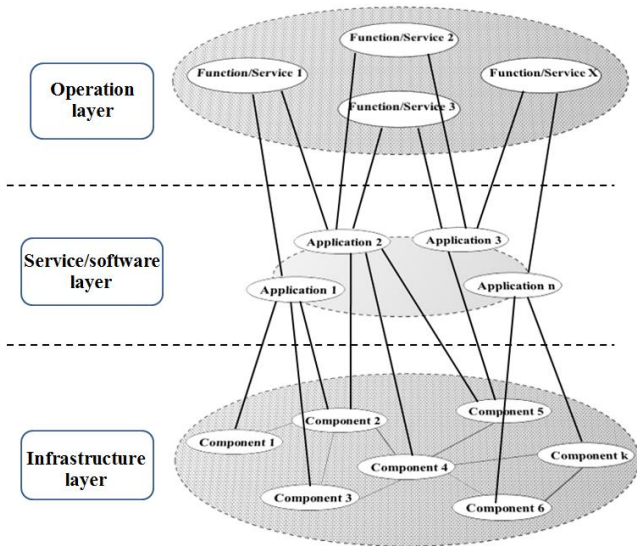 Function/Service 2
Function/Service 1
Function/Service X
Function/Service 3
Operation
layer
Application 2
Application 3
Service/software
layer
Application 1
Application n
Component 5
Component 2
Component 1
Component k
Component 4
Infrastructure
layer
Component 3
Component 6